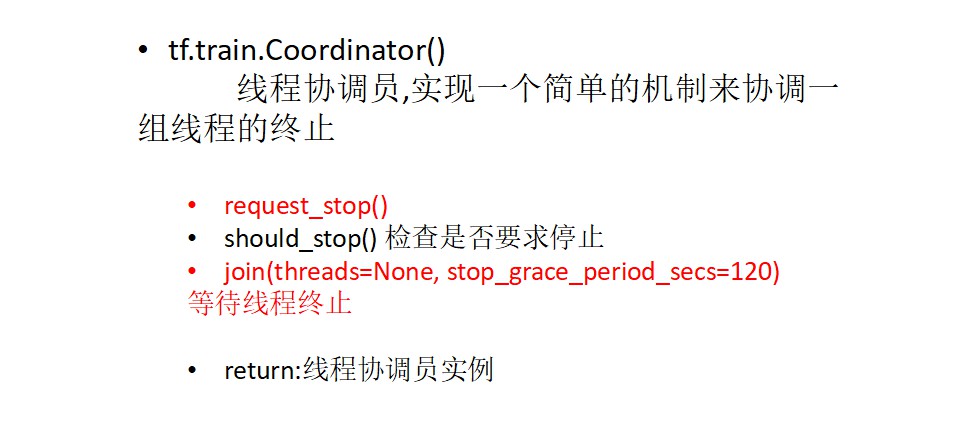 • tf.train.Coordinator()
线程协调员,实现一个简单的机制来协调一
组线程的终止
• request_stop()
• should_stop() 检查是否要求停止
• join(threads=None, stop_grace_period_secs=120)
等待线程终止
• return:线程协调员实例